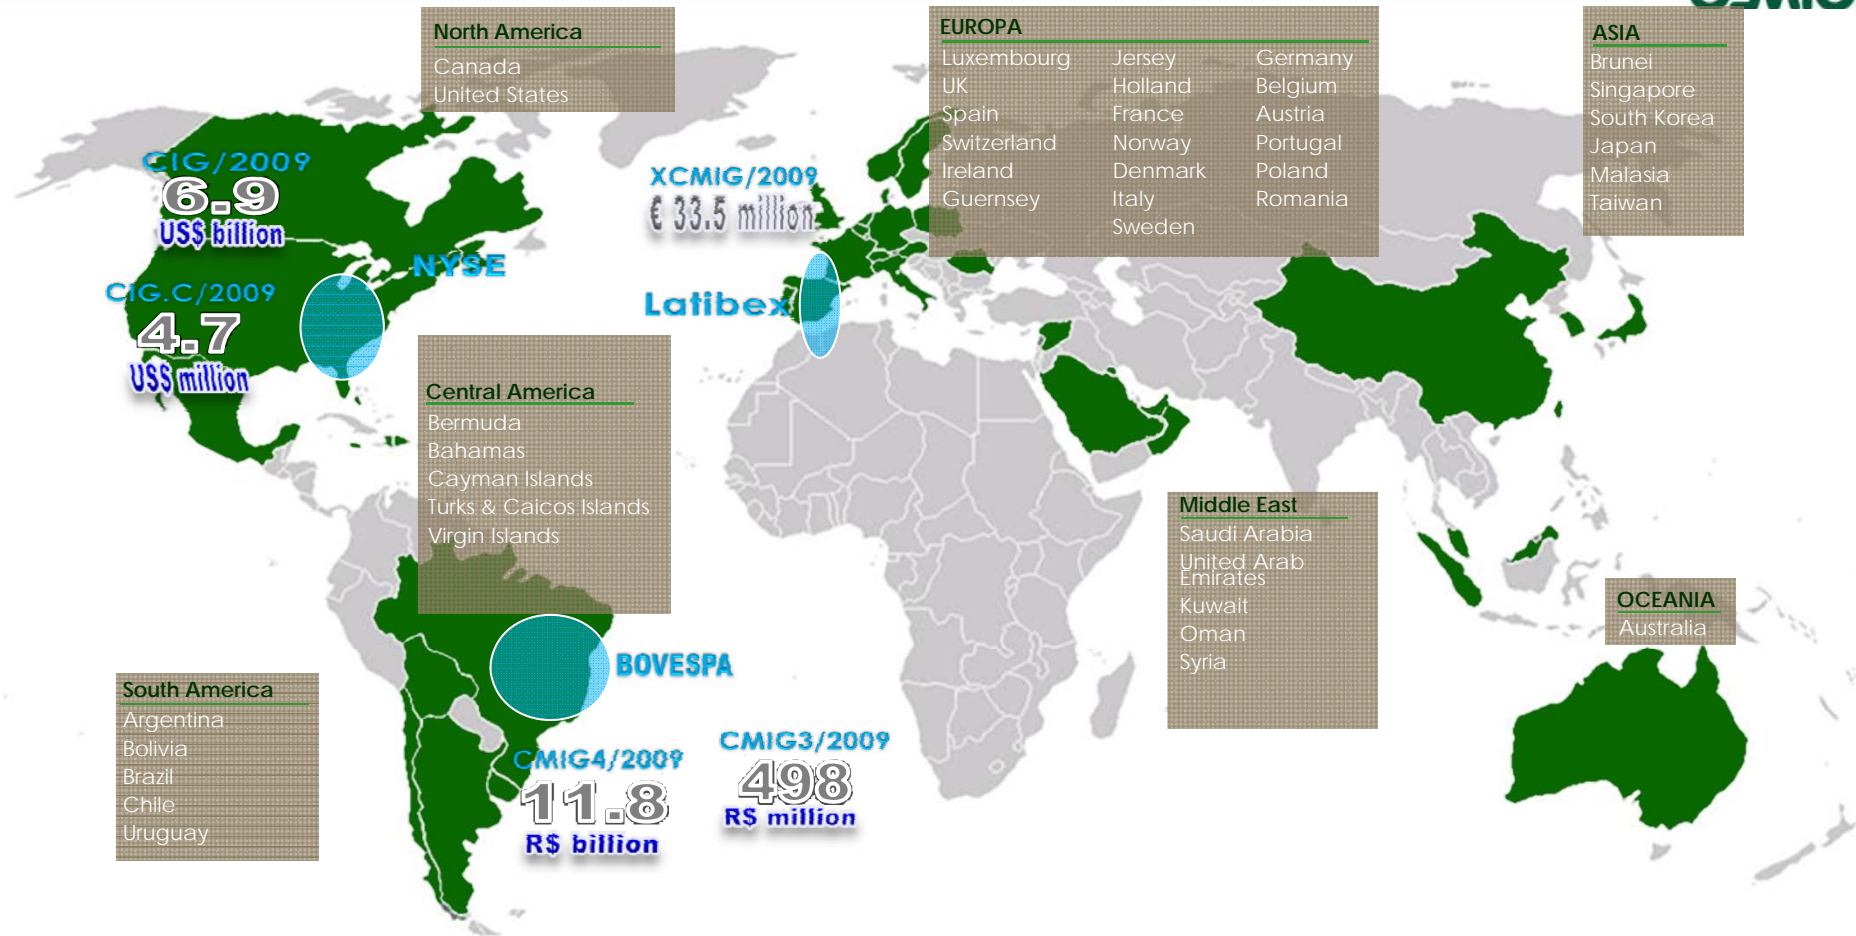 North America
Canada
United States
EUROPA
Luxembourg
UK
Spain
Switzerland
Ireland
Guernsey
Jersey
Holland
France
Norway
Denmark
Italy
Sweden
Germany
Belgium
Austria
Portugal
Poland
Romania
ASIA
Brunei
Singapore
South Korea
Japan
Malasia
Taiwan
CIG/2009
6.9
US$ billion
NYSE
CIG.C/2009
4.7
US$ million
XCMIG/2009
€ 33.5 million
Latibex
Central America
Bermuda
Bahamas
Cayman Islands
Turks & Caicos Islands
Virgin Islands
Middle East
Saudi Arabia
United Arab
Emirates
Kuwait
Oman
Syria
OCEANIA
Australia
BOVESPA
South America
Argentina
Bolivia
Brazil
Chile
Uruguay
CMIG4/2009
11.8
R$ billion
CMIG3/2009
498
R$ million